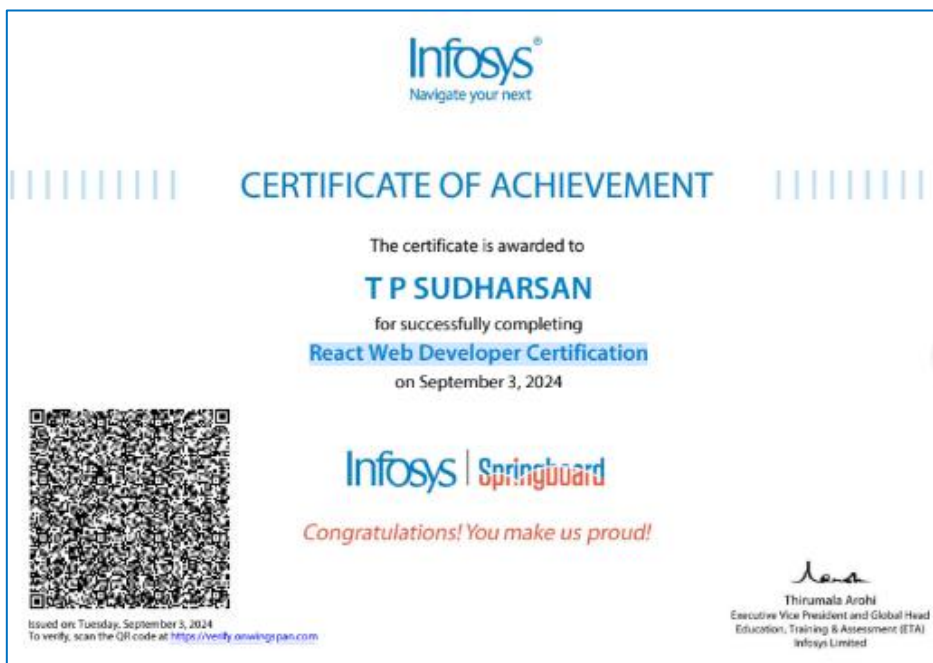 Infosys®
Navigate your next
CERTIFICATE OF ACHIEVEMENT
The certificate is awarded to
T P SUDHARSAN
for successfully completing
React Web Developer Certification
on September 3, 2024
Infosys | Springboard
Congratulations! You make us proud!
Issued on: Tuesday, September 3, 2024
To verify, scan the QR code at https://verify.onwingspan.com
Thirumala Arohi
Executive Vice President and Global Head
Education, Training & Assessment (ETA)
Infosys Limited